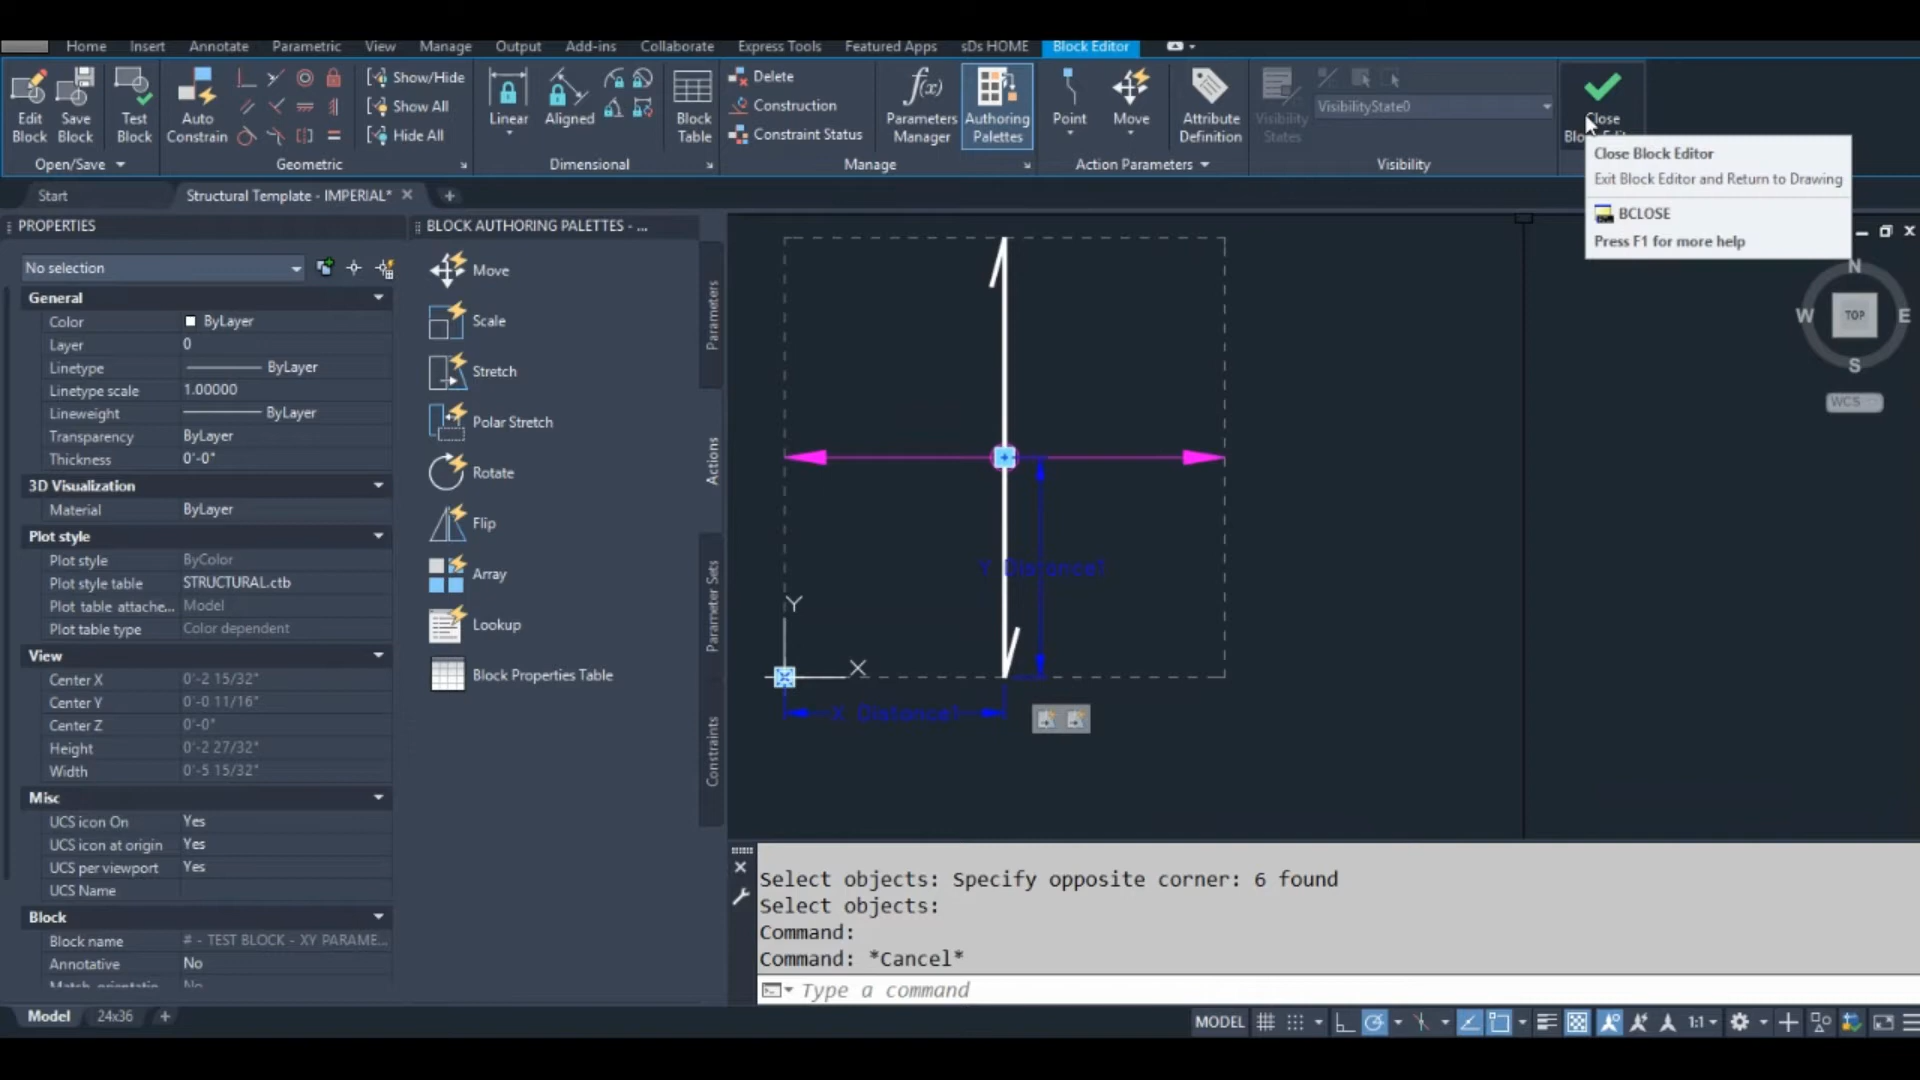 Home Insert Annotate Parametric View Manage Output Add-ins Collaborate Express Tools Featured Apps sDs HOME Block Editor
Edit Block
Save Block
Test Block
Auto Constrain
Show/Hide
Show All
Hide All
Linear
Aligned
Block Table
Delete
Construction
Constraint Status
Parameters Manager
Authoring Palettes
Point
Move
Attribute Definition
Visibility States
VisibilityState0
Close
Open/Save Geometric Dimensional Manage Action Parameters Visibility
Close Block Editor
Exit Block Editor and Return to Drawing
BCLOSE
Press F1 for more help
Start Structural Template - IMPERIAL*
PROPERTIES
No selection
General
Color ByLayer
Layer 0
Linetype ByLayer
Linetype scale 1.00000
Lineweight ByLayer
Transparency ByLayer
Thickness 0'-0"
3D Visualization
Material ByLayer
Plot style
Plot style ByColor
Plot style table STRUCTURAL.ctb
Plot table attache... Model
Plot table type Color dependent
View
Center X 0'-2 15/32"
Center Y 0'-0 11/16"
Center Z 0'-0"
Height 0'-2 27/32"
Width 0'-5 15/32"
Misc
UCS icon On Yes
UCS icon at origin Yes
UCS per viewport Yes
UCS Name
Block
Block name # - TEST BLOCK - XY PARAME...
Annotative No
BLOCK AUTHORING PALETTES - ...
Move
Scale
Stretch
Polar Stretch
Rotate
Flip
Array
Lookup
Block Properties Table
Parameters
Actions
Parameter Sets
Constraints
Y Distance1
Y
X
X Distance1
N
W TOP E
S
WCS
Select objects: Specify opposite corner: 6 found
Select objects:
Command:
Command: *Cancel*
Type a command
Model 24x36
MODEL 1:1